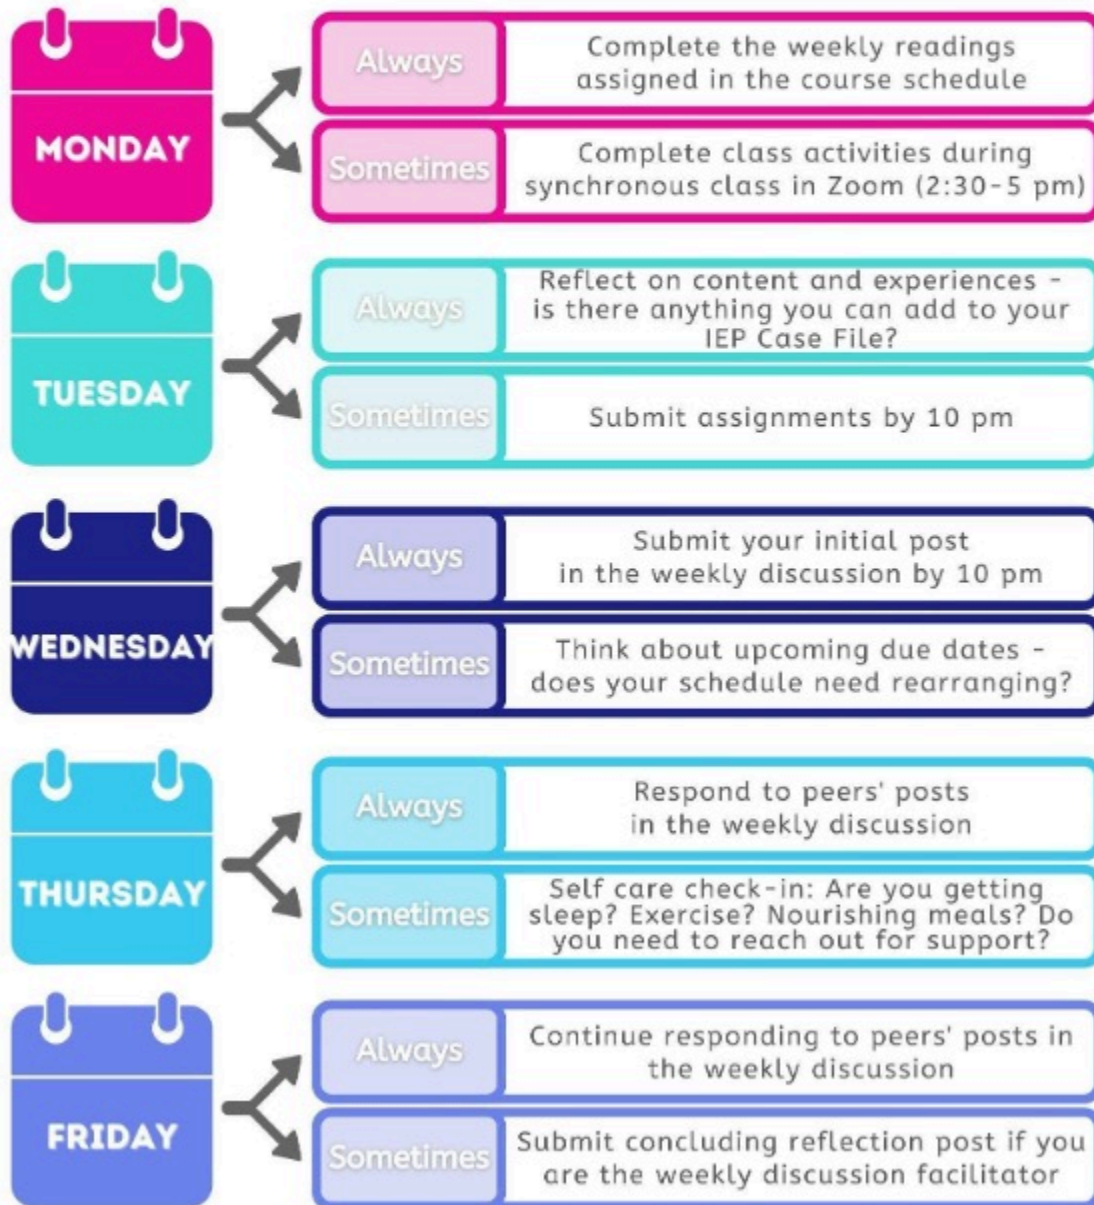 MONDAY
Always
Complete the weekly readings
assigned in the course schedule
Sometimes
Complete class activities during
synchronous class in Zoom (2:30-5 pm)
TUESDAY
Always
Reflect on content and experiences -
is there anything you can add to your
IEP Case File?
Sometimes
Submit assignments by 10 pm
WEDNESDAY
Always
Submit your initial post
in the weekly discussion by 10 pm
Sometimes
Think about upcoming due dates -
does your schedule need rearranging?
THURSDAY
Always
Respond to peers' posts
in the weekly discussion
Sometimes
Self care check-in: Are you getting
sleep? Exercise? Nourishing meals? Do
you need to reach out for support?
FRIDAY
Always
Continue responding to peers' posts in
the weekly discussion
Sometimes
Submit concluding reflection post if you
are the weekly discussion facilitator